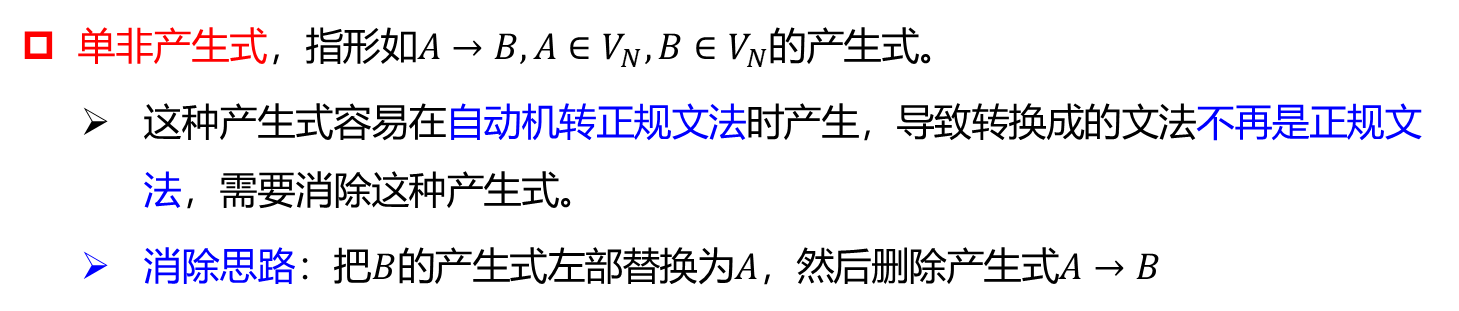 单非产生式，指形如A → B, A ∈ V_N, B ∈ V_N的产生式。
这种产生式容易在自动机转正规文法时产生，导致转换成的文法不再是正规文
法，需要消除这种产生式。
消除思路：把B的产生式左部替换为A，然后删除产生式A → B